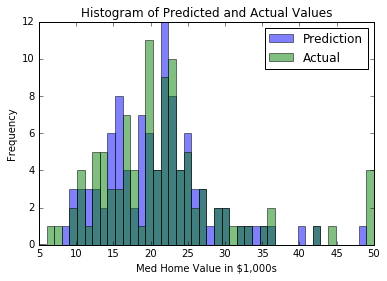 Histogram of Predicted and Actual Values
Prediction
Actual
Frequency
12
10
8
6
4
2
0
5 10 15 20 25 30 35 40 45 50
Med Home Value in $1,000s